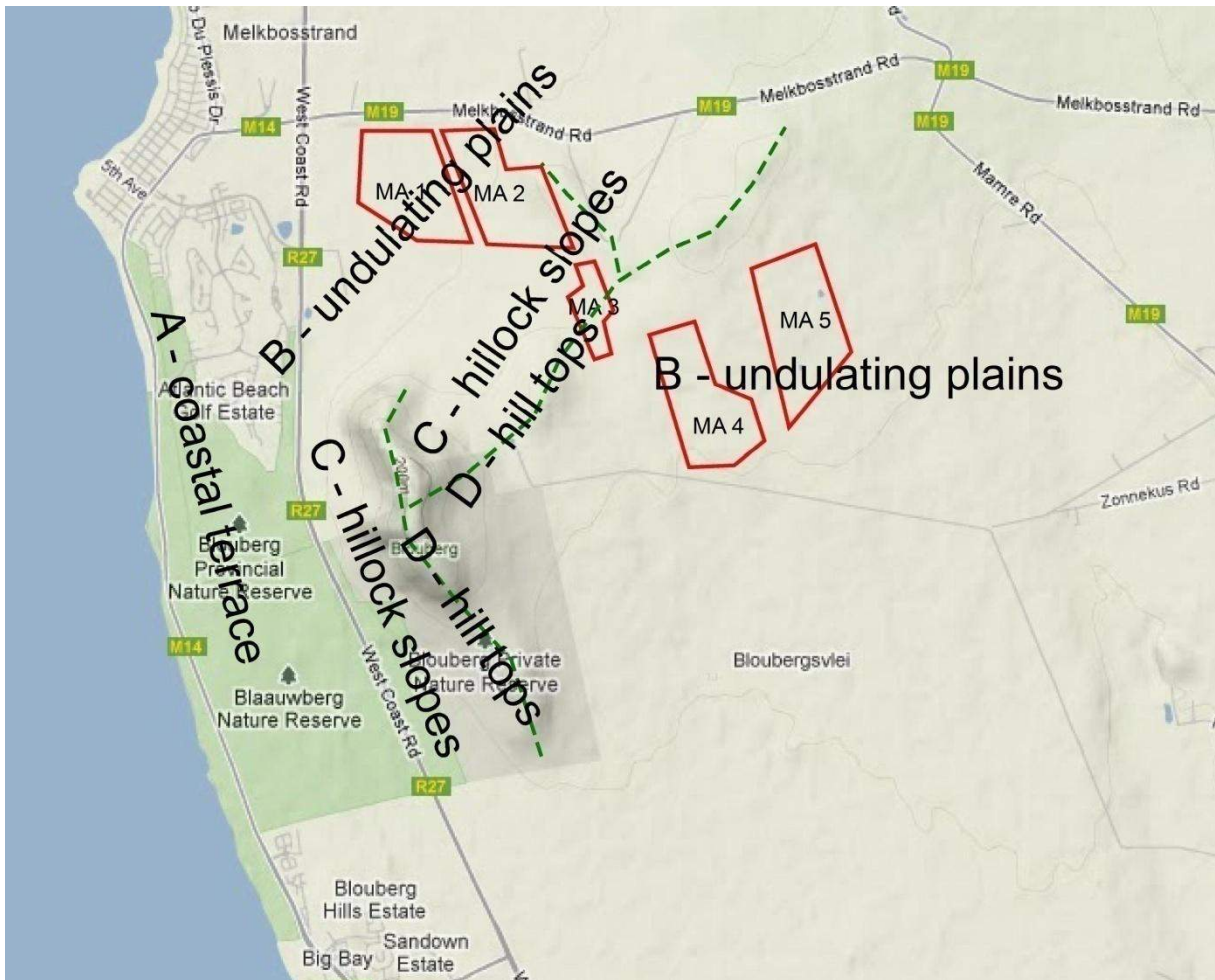 Du Plessis Dr
Melkbosstrand
West Coast Rd
M19
Melkbosstrand Rd
M19
Melkbosstrand Rd
M19
Melkbosstrand Rd
M14
M19
5th Ave
Mamre Rd
MA 1
MA 2
B - undulating plains
R27
C - hillock slopes
MA 3
MA 5
M19
A - coastal terrace
D - hill tops
B - undulating plains
Atlantic Beach
Golf Estate
MA 4
200m
C - hillock slopes
Zonnekus Rd
R27
Blouberg
Provincial
Nature Reserve
Blouberg
D - hill tops
M14
Blouberg Private
Nature Reserve
Bloubergsvlei
Blaauwberg
Nature Reserve
West Coast Rd
R27
Blouberg
Hills Estate
Sandown
Estate
Big Bay